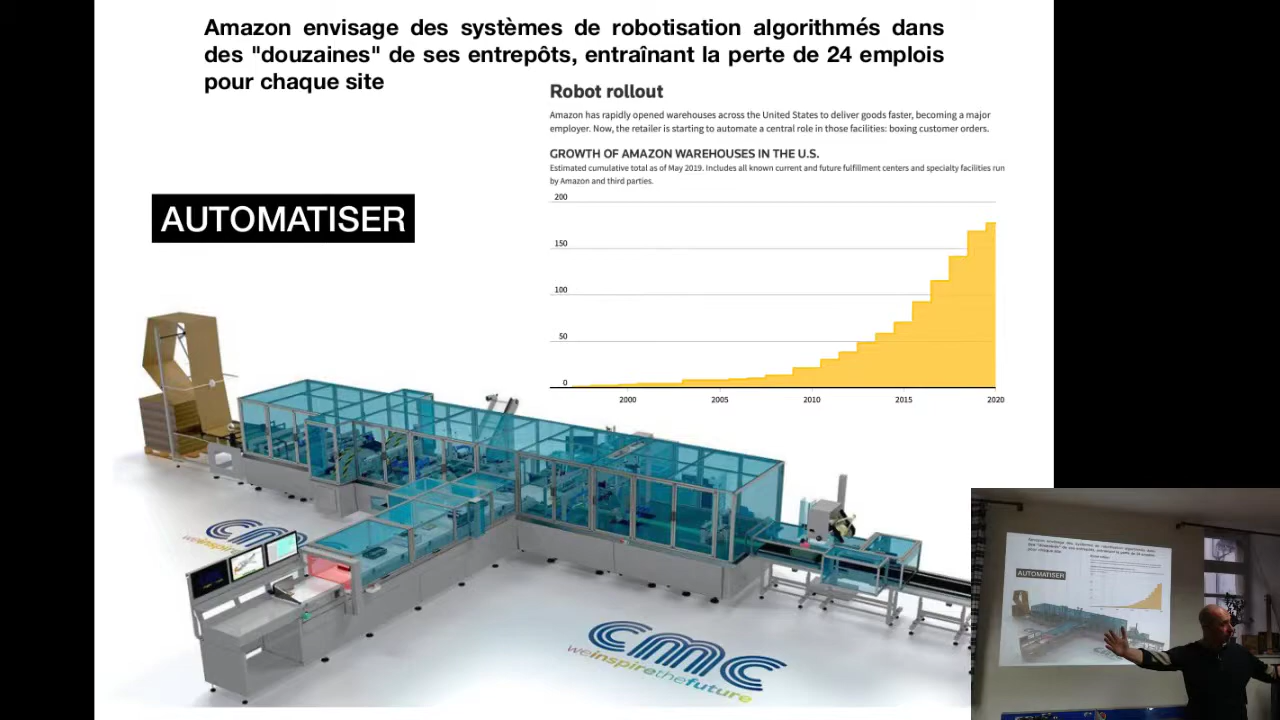 Amazon envisage des systèmes de robotisation algorithmés dans
des "douzaines" de ses entrepôts, entraînant la perte de 24 emplois
pour chaque site
Robot rollout
Amazon has rapidly opened warehouses across the United States to deliver goods faster, becoming a major
employer. Now, the retailer is starting to automate a central role in those facilities: boxing customer orders.
GROWTH OF AMAZON WAREHOUSES IN THE U.S.
Estimated cumulative total as of May 2019. Includes all known current and future fulfillment centers and specialty facilities run
by Amazon and third parties.
200
150
100
50
0
2000 2005 2010 2015 2020
AUTOMATISER
cmc
weinspirethefuture
AUTOMATISER
cmc